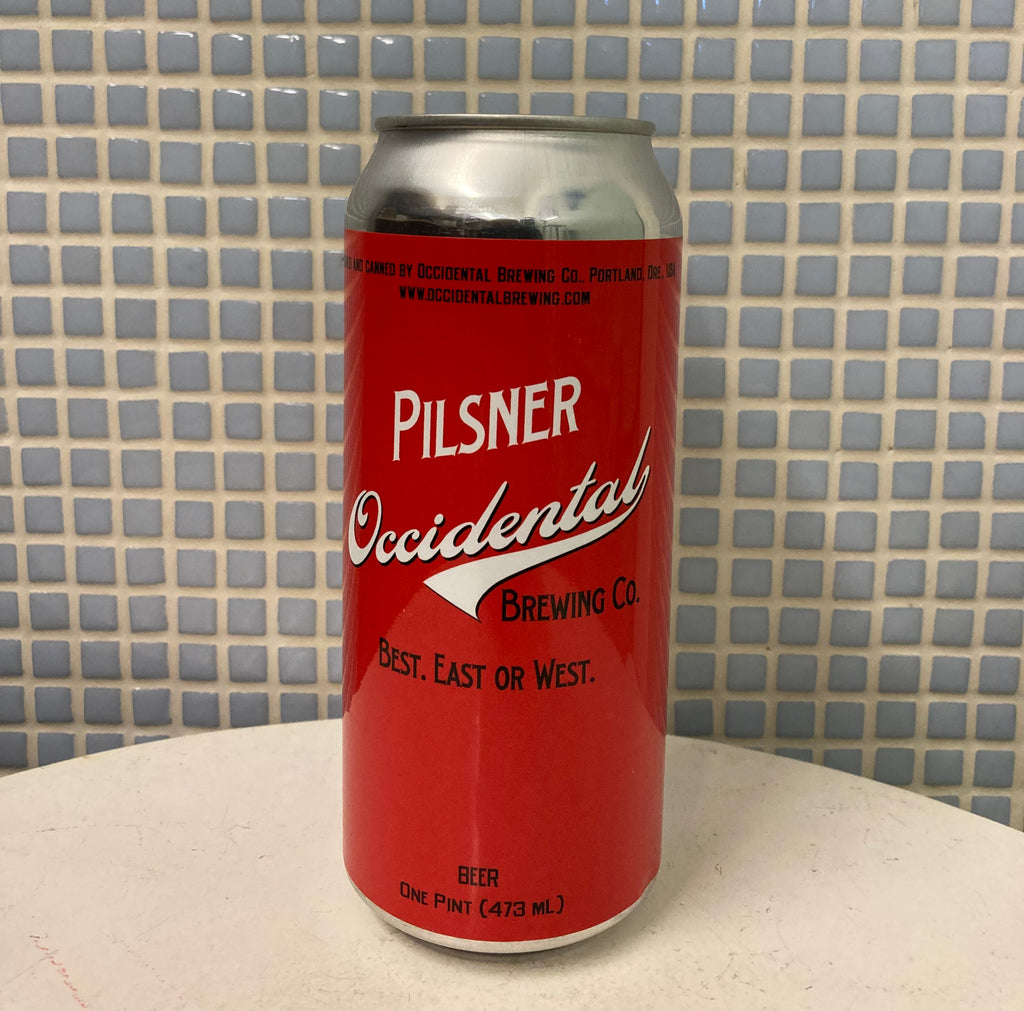 AND CANNED BY OCCIDENTAL BREWING CO., PORTLAND, ORE., USA
WWW.OCCIDENTALBREWING.COM
PILSNER
Occidental
BREWING CO.
BEST. EAST OR WEST.
BEER
ONE PINT (473 ML)